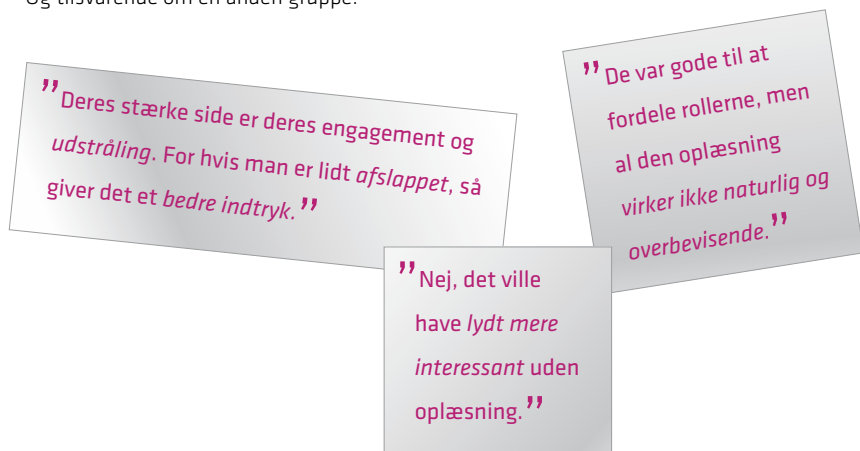 Og tilsvarende om en anden gruppe:
”Deres stærke side er deres engagement og
udstråling. For hvis man er lidt afslappet, så
giver det et bedre indtryk.”
”De var gode til at
fordele rollerne, men
al den oplæsning
virker ikke naturlig og
overbevisende.”
”Nej, det ville
have lydt mere
interessant uden
oplæsning.”